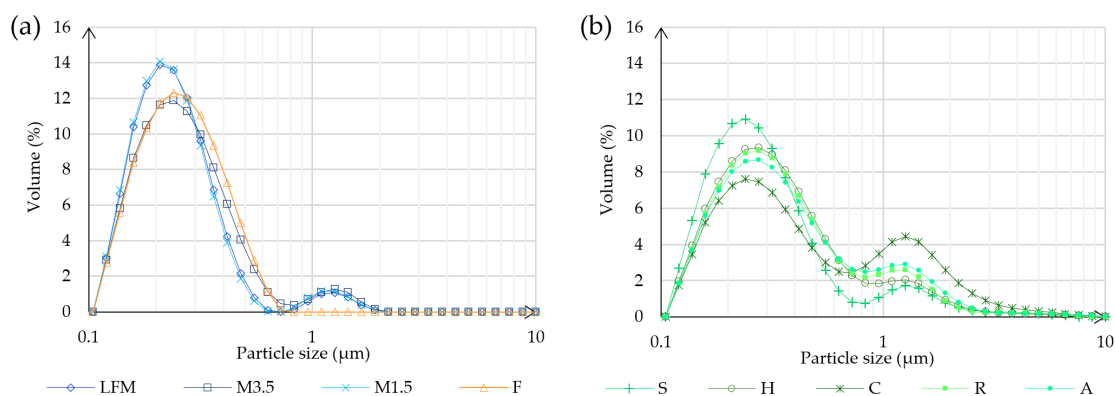 (a)
16
14
12
10
8
6
4
2
0
Volume (%)
0.1
1
10
Particle size (μm)
LFM
M3.5
M1.5
F
(b)
16
14
12
10
8
6
4
2
0
Volume (%)
0.1
1
10
Particle size (μm)
S
H
C
R
A